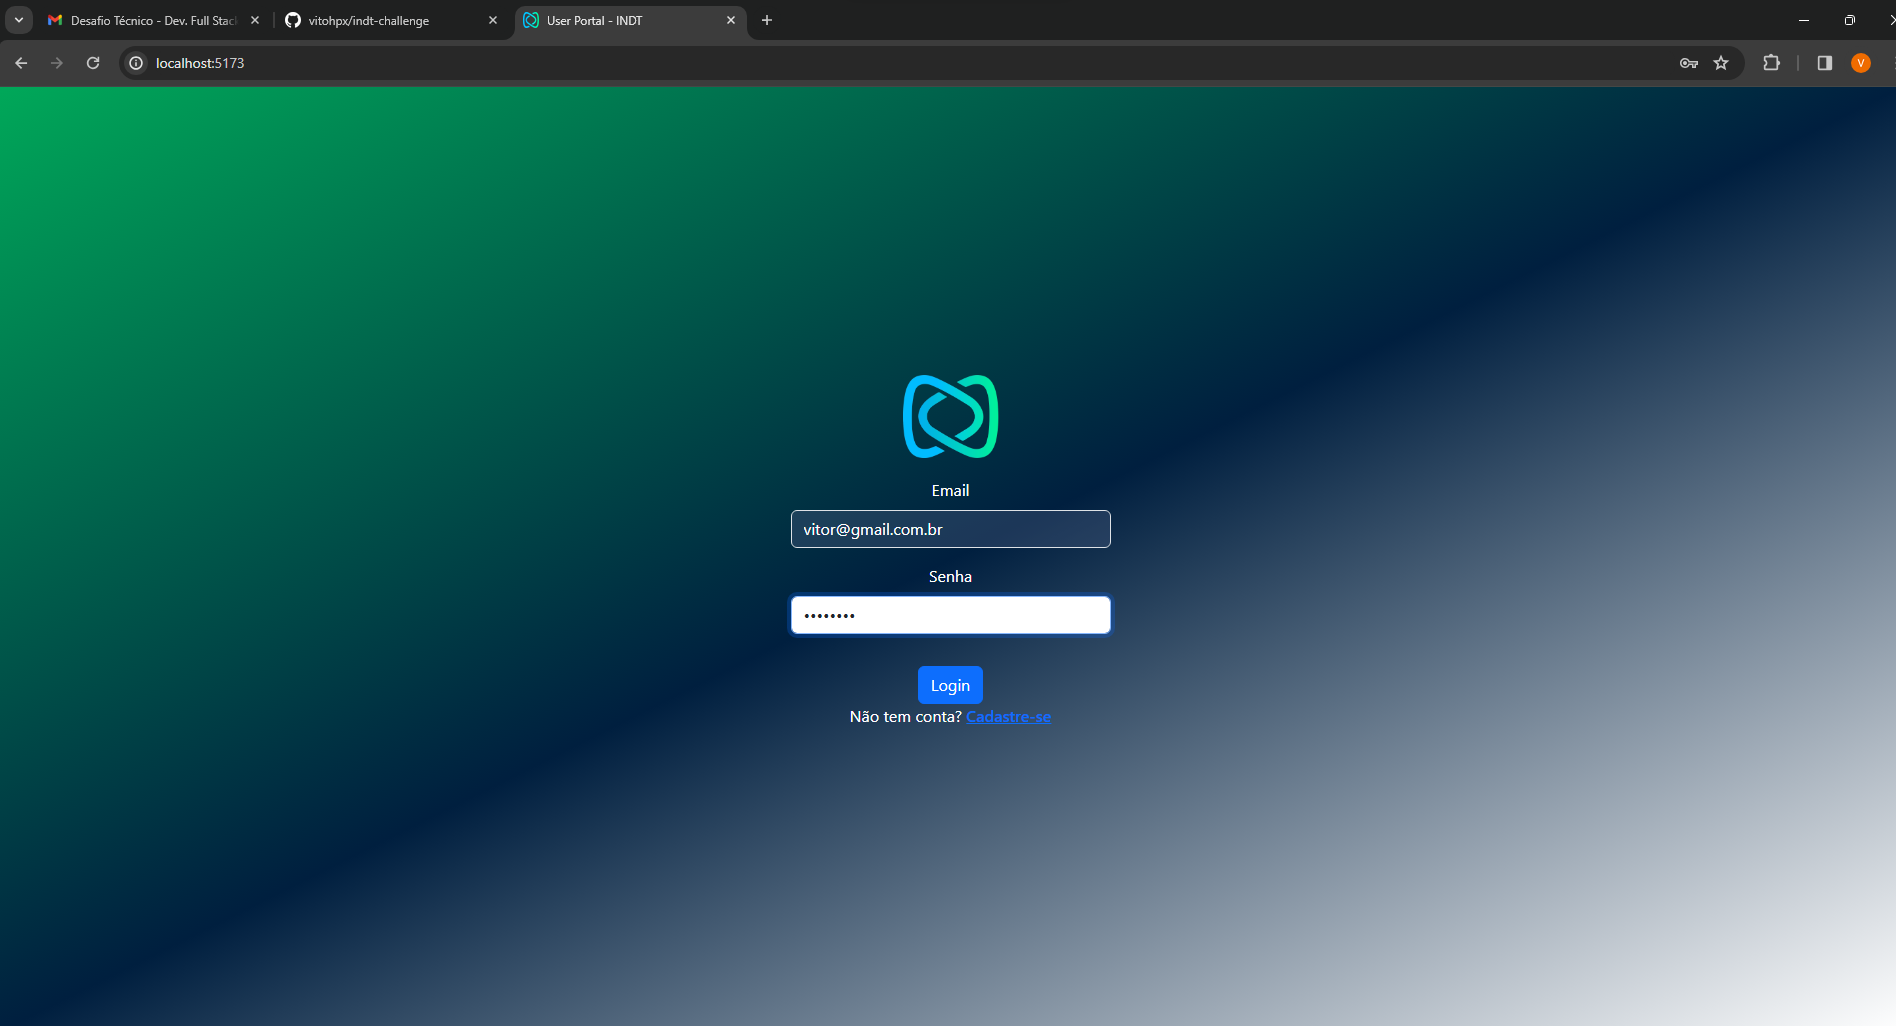 Desafio Técnico - Dev. Full Stac
vitohpx/indt-challenge
User Portal - INDT
localhost:5173
V
Email
vitor@gmail.com.br
Senha
••••••••
Login
Não tem conta? Cadastre-se